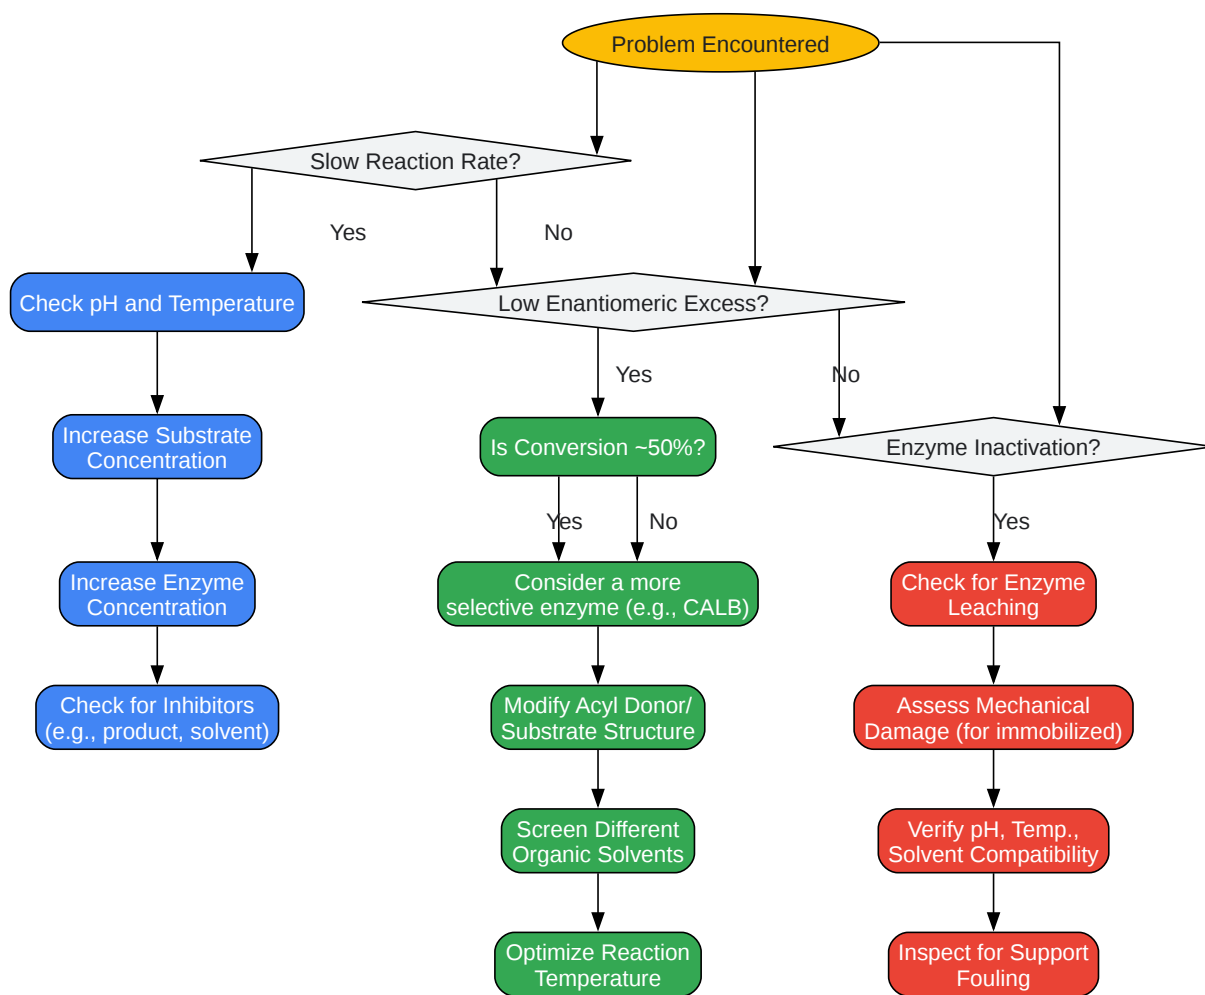 Problem Encountered
Slow Reaction Rate?
Yes
No
Check pH and Temperature
Low Enantiomeric Excess?
Yes
No
Increase Substrate
Concentration
Is Conversion ~50%?
Enzyme Inactivation?
Yes
No
Yes
Increase Enzyme
Concentration
Consider a more
selective enzyme (e.g., CALB)
Check for Enzyme
Leaching
Check for Inhibitors
(e.g., product, solvent)
Modify Acyl Donor/
Substrate Structure
Assess Mechanical
Damage (for immobilized)
Screen Different
Organic Solvents
Verify pH, Temp.,
Solvent Compatibility
Optimize Reaction
Temperature
Inspect for Support
Fouling